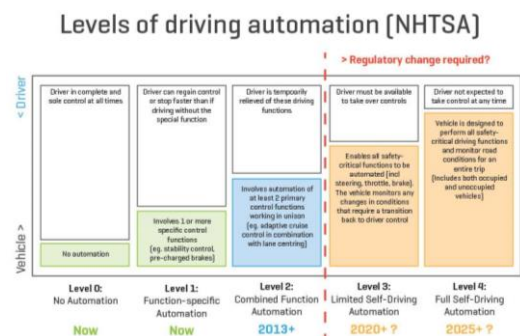 Levels of driving automation (NHTSA)
> Regulatory change required?
< Driver
Vehicle >
Driver in complete and
sole control at all times
No automation
Driver can regain control
or stop faster than if
driving without the
special function
Involves 1 or more
specific control
functions
(eg. stability control,
pre-charged brakes)
Driver is temporarily
relieved of these driving
functions
Involves automation of
at least 2 primary
control functions
working in unison
(eg. adaptive cruise
control in combination
with lane centring)
Driver must be available
to take over controls
Enables all safety-
critical functions to be
automated (incl
steering, throttle, brake).
The vehicle monitors any
changes in conditions
that require a transition
back to driver control
Driver not expected to
take control at any time
Vehicle is designed to
perform all safety-
critical driving functions
and monitor road
conditions for an
entire trip
(includes both occupied
and unoccupied
vehicles)
Level 0:
No Automation
Now
Level 1:
Function-specific
Automation
Now
Level 2:
Combined Function
Automation
2013+
Level 3:
Limited Self-Driving
Automation
2020+ ?
Level 4:
Full Self-Driving
Automation
2025+ ?